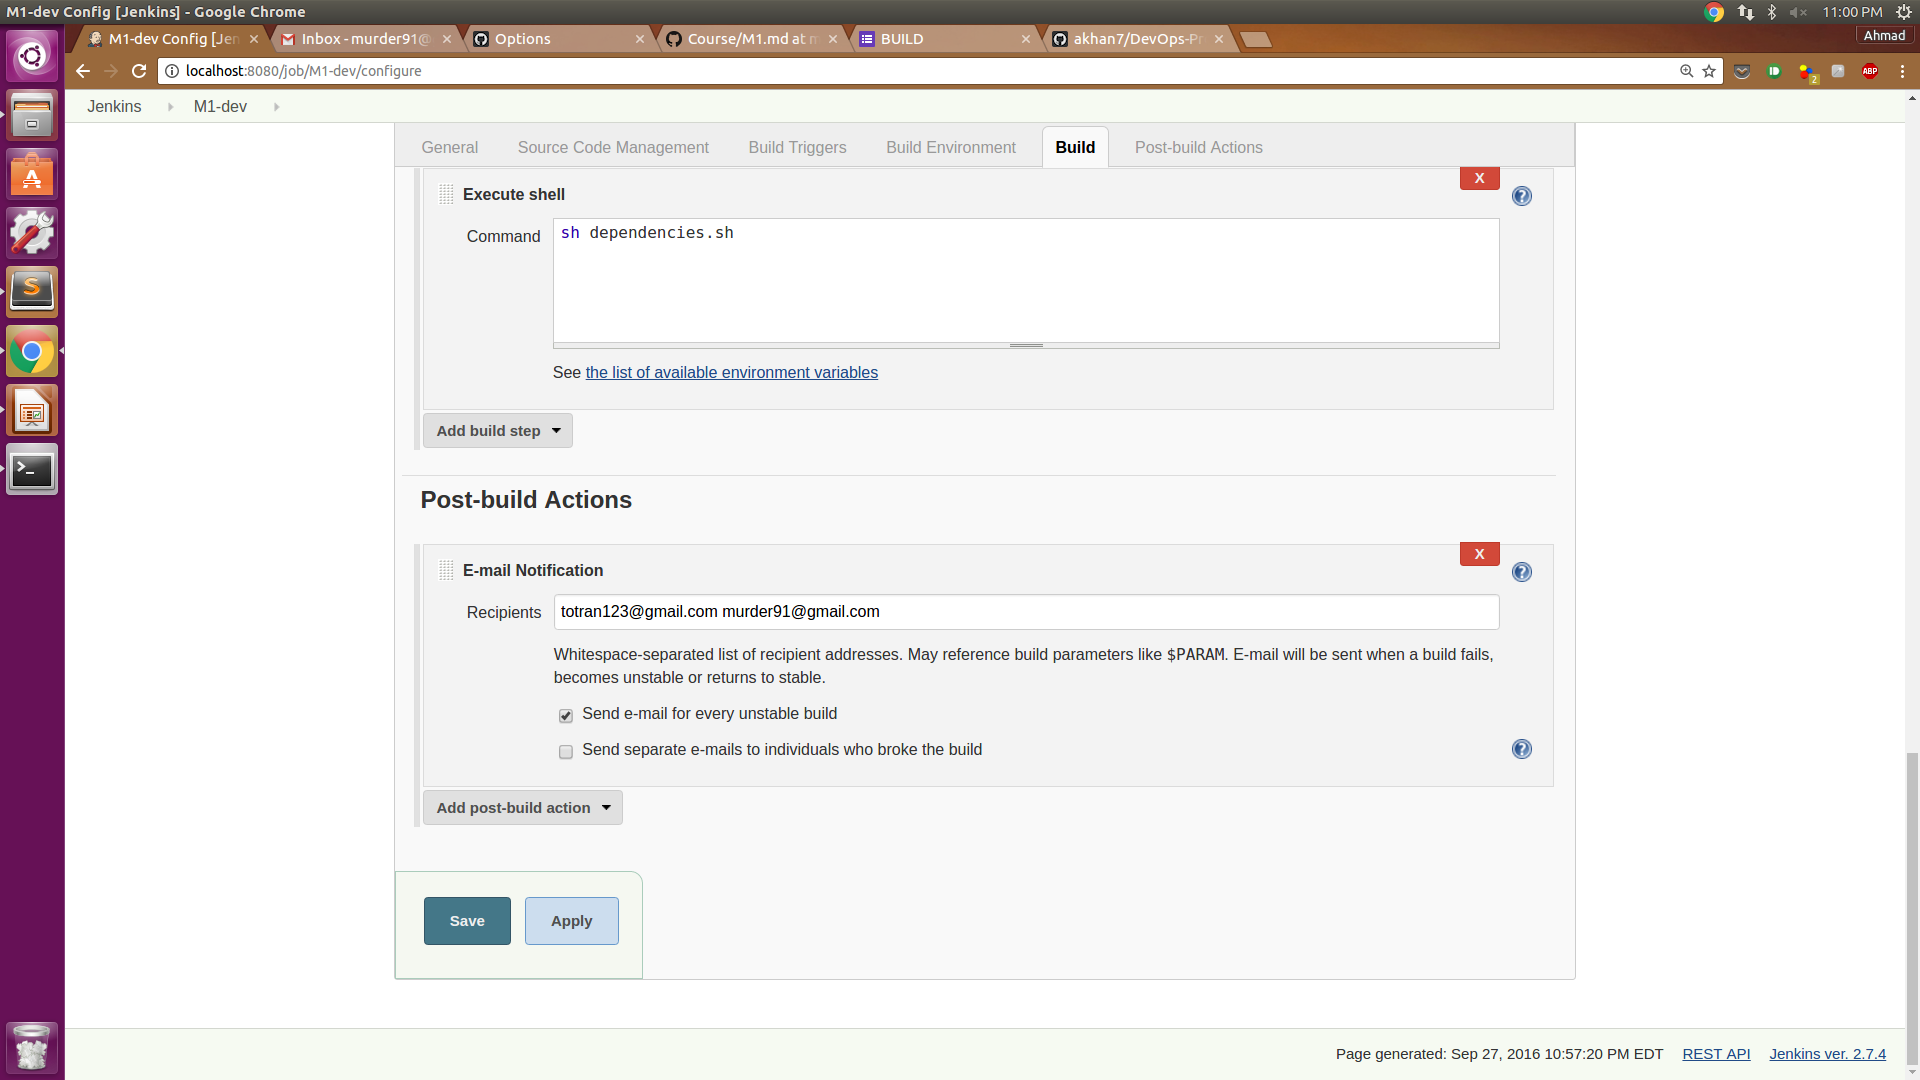 M1-dev Config [Jenkins] - Google Chrome
11:00 PM
M1-dev Config [Jen
Inbox - murder91@
Options
Course/M1.md at m
BUILD
akhan7/DevOps-Pr
Ahmad
localhost:8080/job/M1-dev/configure
2
ABP
Jenkins
M1-dev
General
Source Code Management
Build Triggers
Build Environment
Build
Post-build Actions
X
Execute shell
?
Command
sh dependencies.sh
See the list of available environment variables
Add build step
Post-build Actions
X
E-mail Notification
?
Recipients
totran123@gmail.com murder91@gmail.com
Whitespace-separated list of recipient addresses. May reference build parameters like $PARAM. E-mail will be sent when a build fails,
becomes unstable or returns to stable.
Send e-mail for every unstable build
Send separate e-mails to individuals who broke the build
?
Add post-build action
Save
Apply
Page generated: Sep 27, 2016 10:57:20 PM EDT
REST API
Jenkins ver. 2.7.4